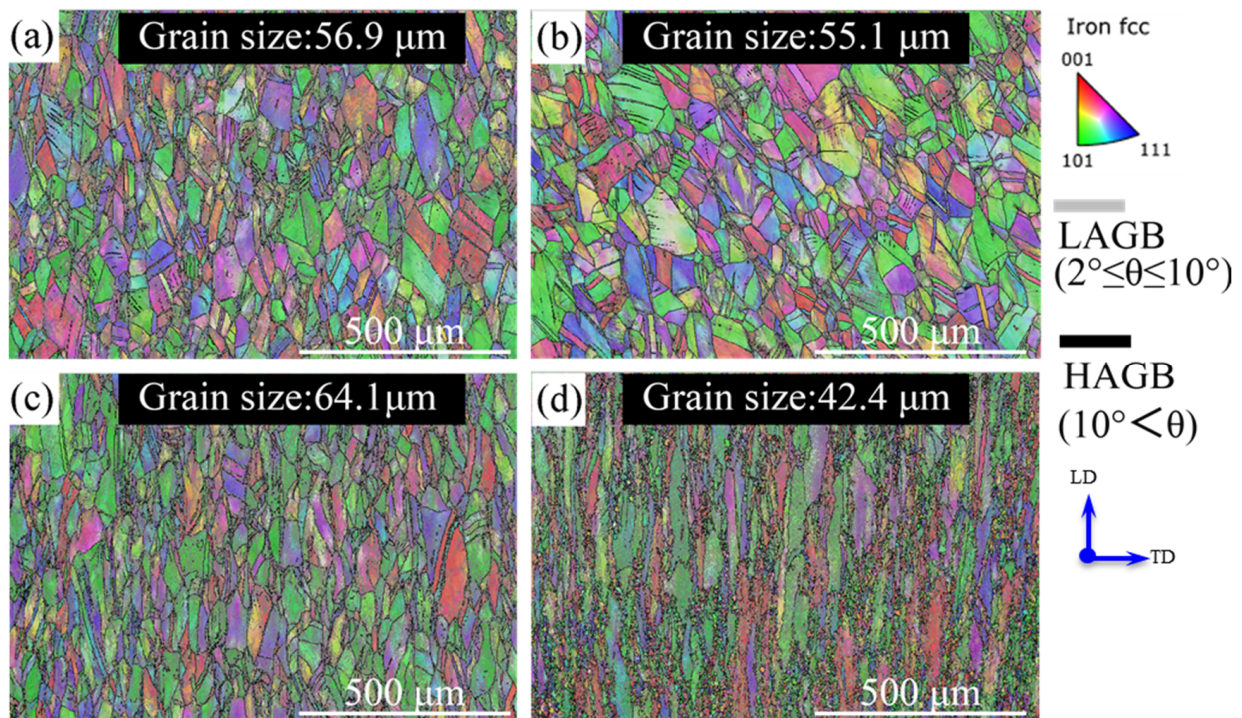 (a) Grain size:56.9 μm
(b) Grain size:55.1 μm
500 μm
500 μm
(c) Grain size:64.1μm
(d) Grain size:42.4 μm
500 μm
500 μm
Iron fcc
001
101
111
LAGB
(2°≤θ≤10°)
HAGB
(10°<θ)
LD
TD